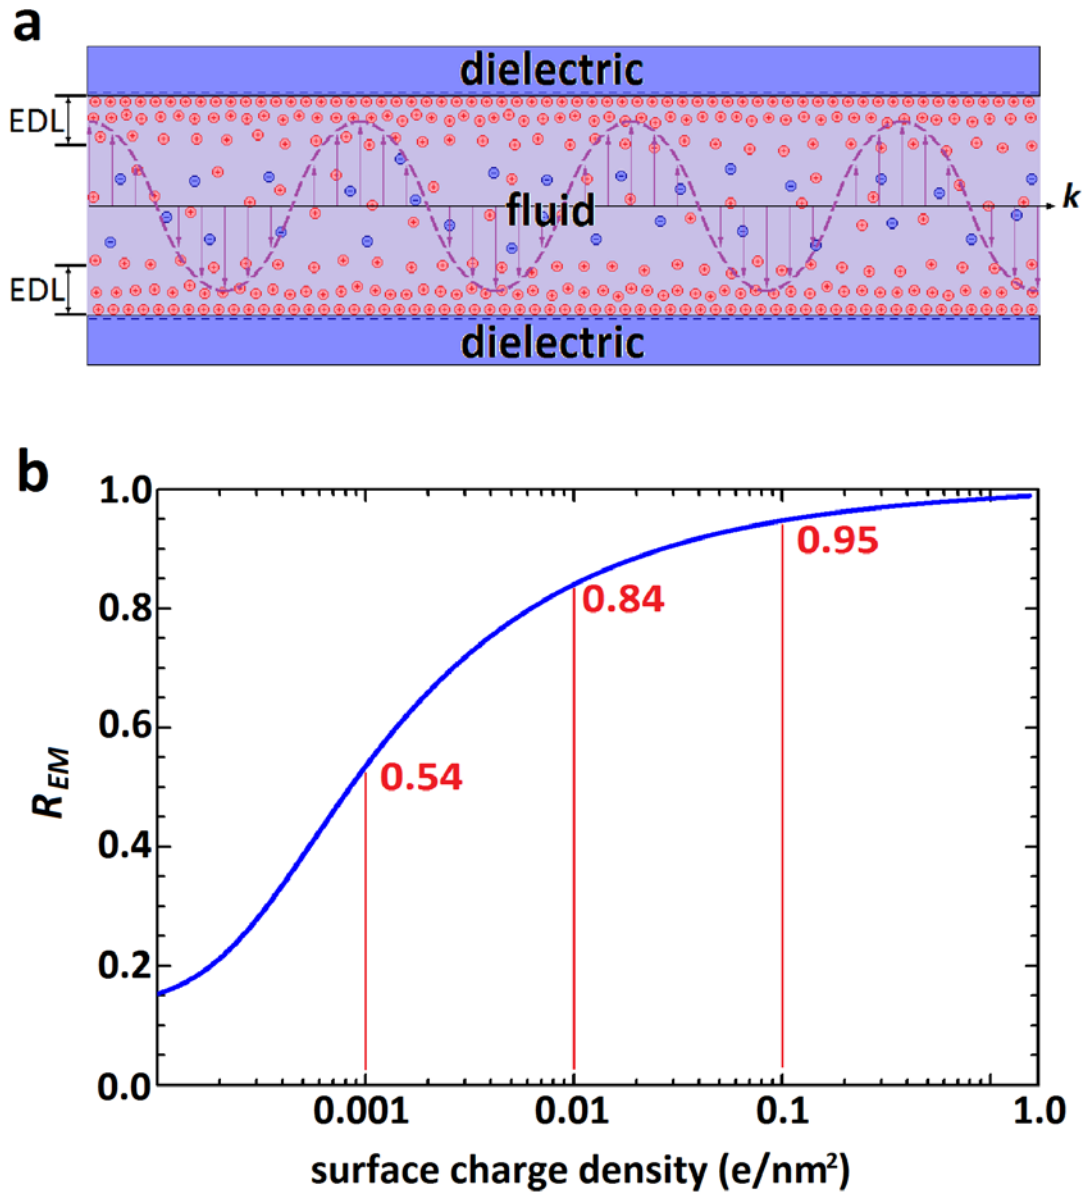 a
dielectric
EDL
fluid
k
EDL
dielectric
b
1.0
0.8
0.6
0.4
0.2
0.0
R_EM
0.54
0.84
0.95
0.001 0.01 0.1 1.0
surface charge density (e/nm²)